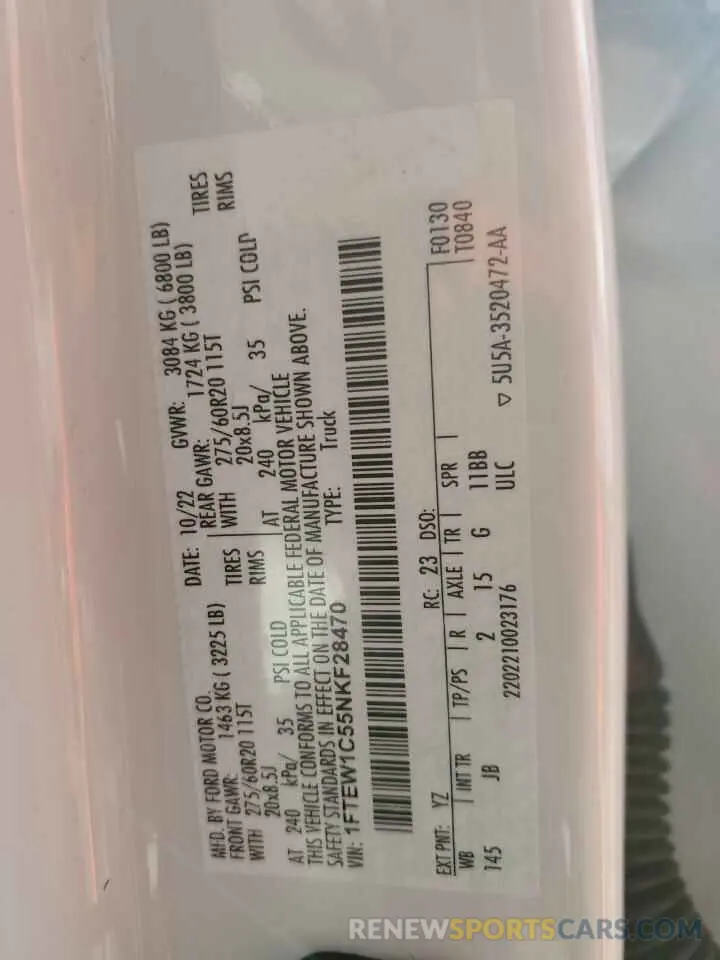 MFD. BY FORD MOTOR CO.
DATE: 10/22 GVWR: 3084 KG ( 6800 LB)
FRONT GAWR: 1463 KG ( 3225 LB) REAR GAWR: 1724 KG ( 3800 LB)
WITH 275/60R20 115T TIRES WITH 275/60R20 115T TIRES
20x8.5J RIMS 20x8.5J RIMS
AT 240 kPa/ 35 PSI COLD AT 240 kPa/ 35 PSI COLD
THIS VEHICLE CONFORMS TO ALL APPLICABLE FEDERAL MOTOR VEHICLE
SAFETY STANDARDS IN EFFECT ON THE DATE OF MANUFACTURE SHOWN ABOVE.
VIN: 1FTEW1C55NKF28470 TYPE: Truck
F0130
EXT PNT: YZ RC: 23 DSO: T0840
WB INT TR TP/PS R AXLE TR SPR
145 JB 2 15 G 11BB
2202210023176 ULC ▽ 5U5A-3520472-AA
RENEWSPORTSCARS.COM